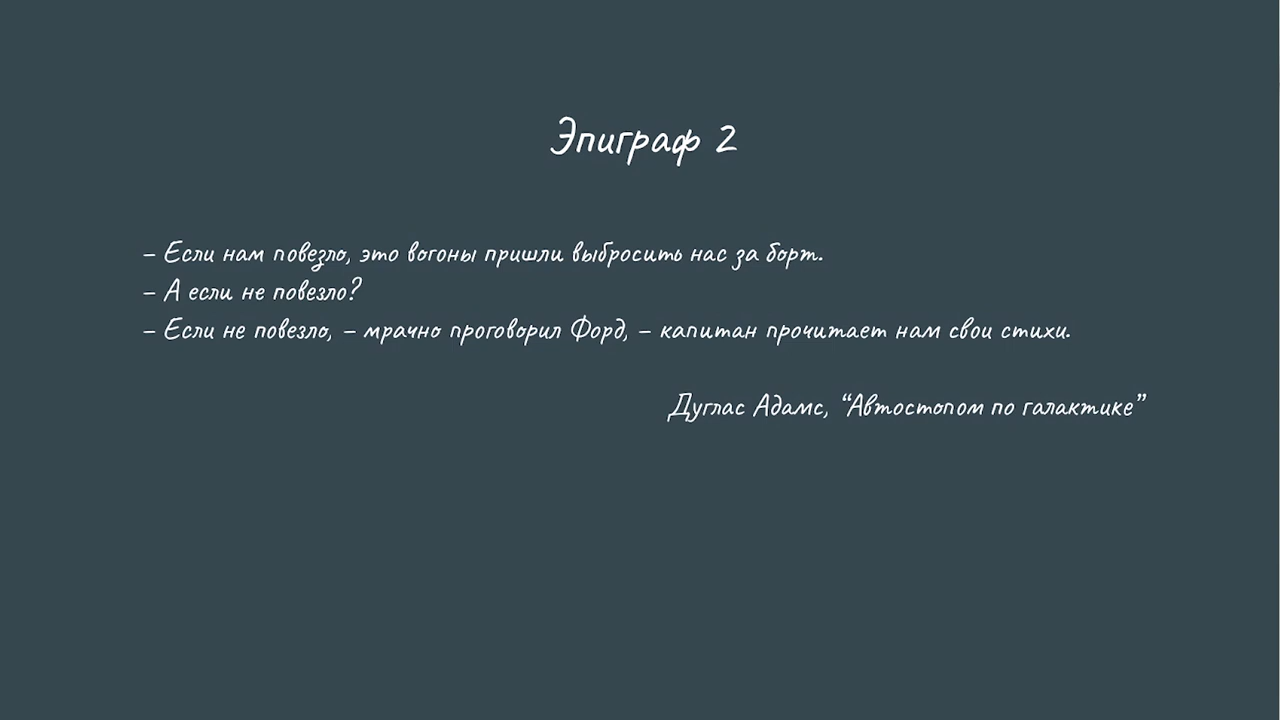 Эпиграф 2
– Если нам повезло, это вогоны пришли выбросить нас за борт.
– А если не повезло?
– Если не повезло, – мрачно проговорил Форд, – капитан прочитает нам свои стихи.
Дуглас Адамс, “Автостопом по галактике”